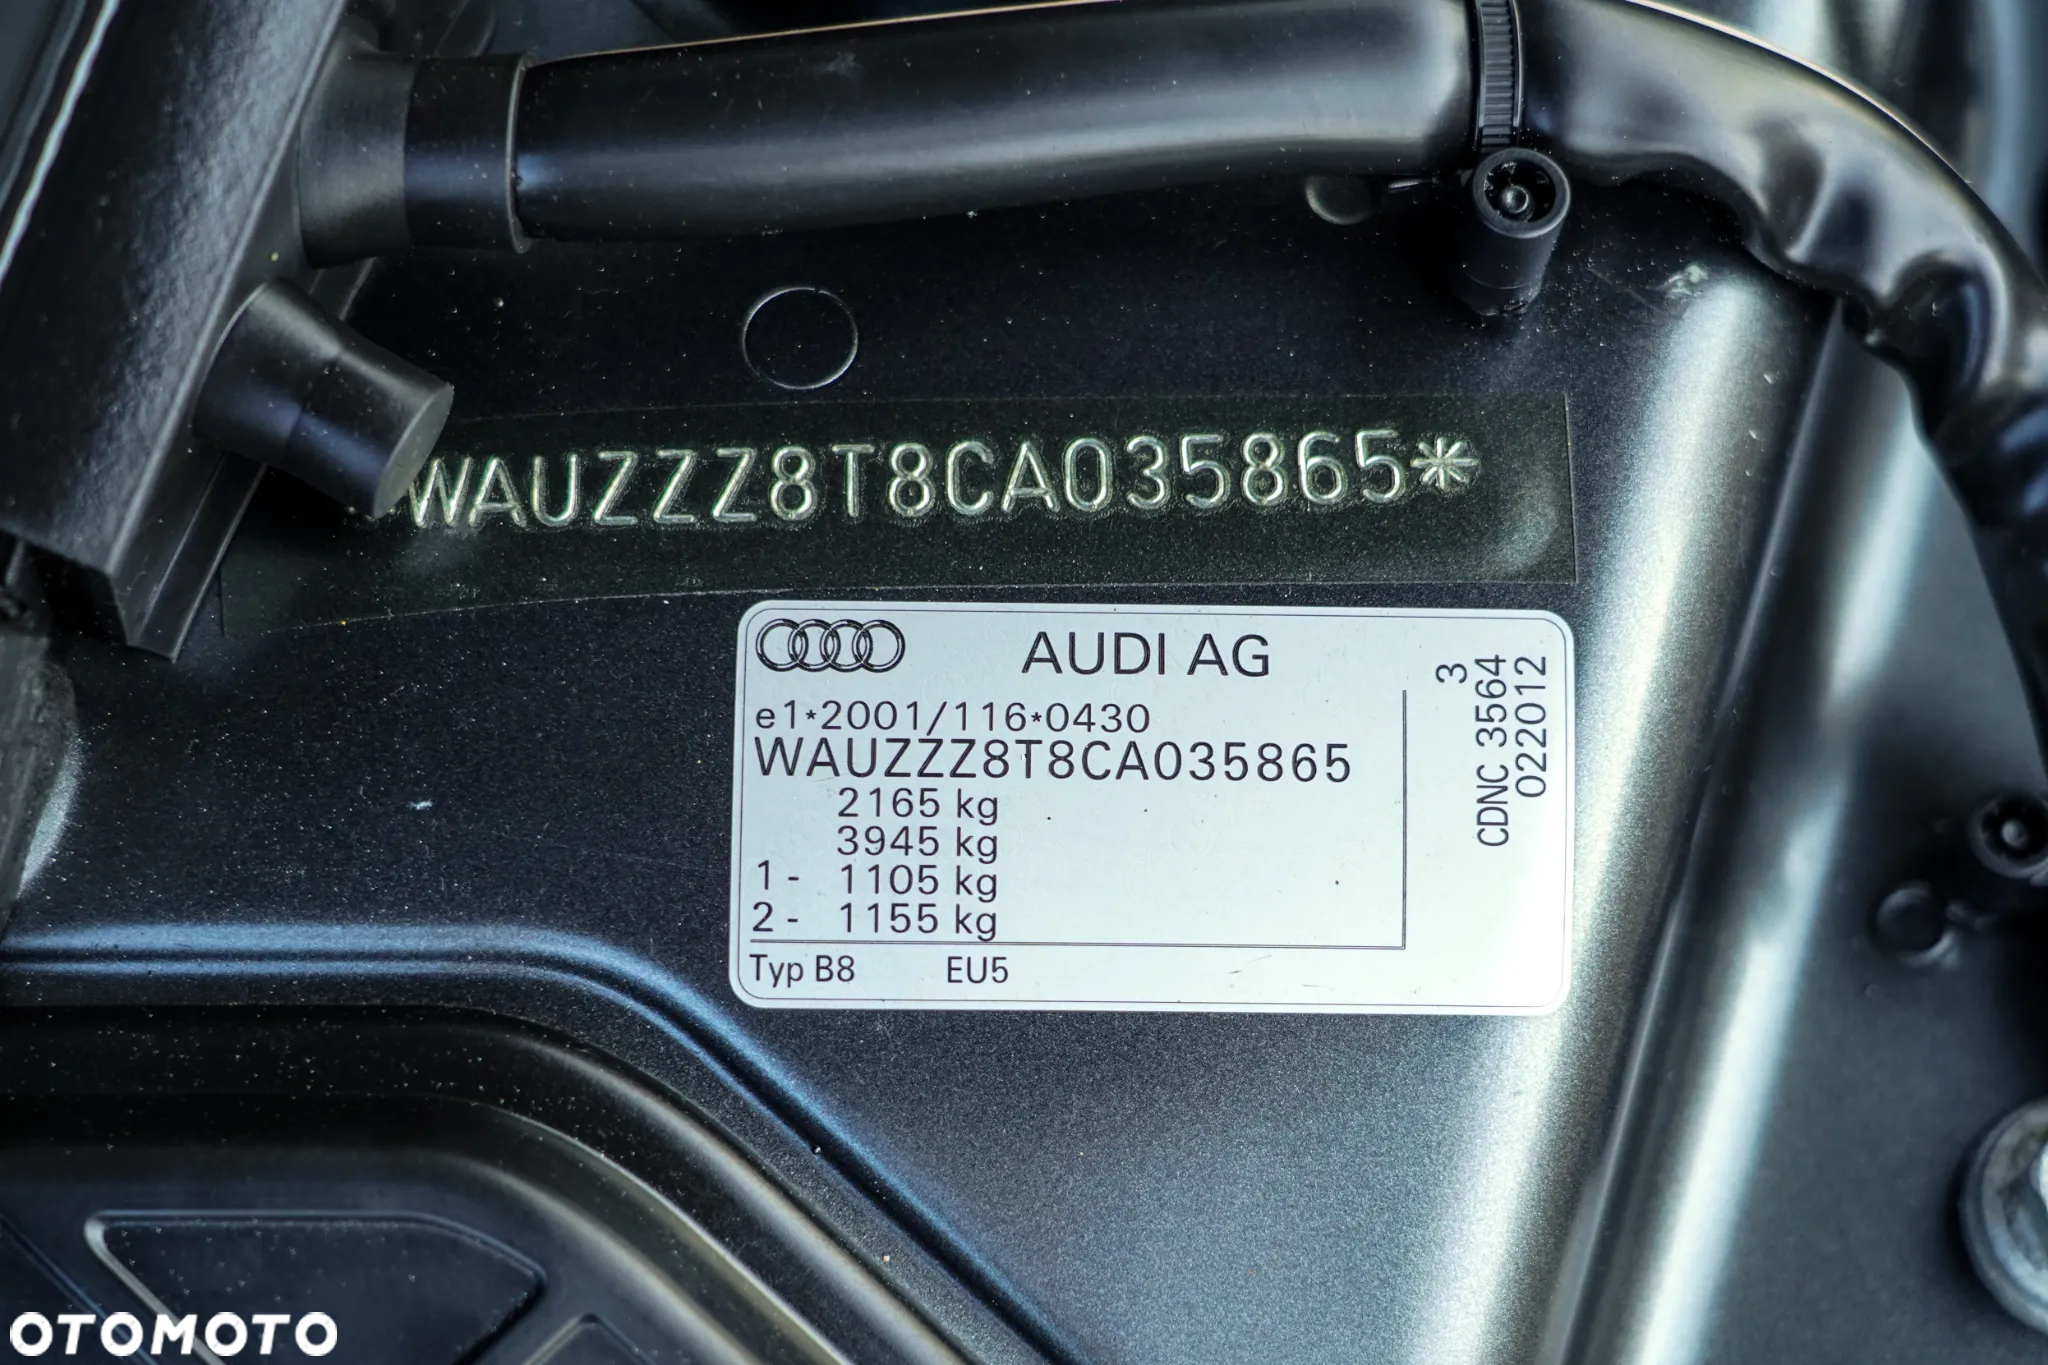 WAUZZZ8T8CA035865*
AUDI AG
e1*2001/116*0430
WAUZZZ8T8CA035865
2165 kg
3945 kg
1 - 1105 kg
2 - 1155 kg
Typ B8 EU5
3
CDNC 3564
022012
OTOMOTO